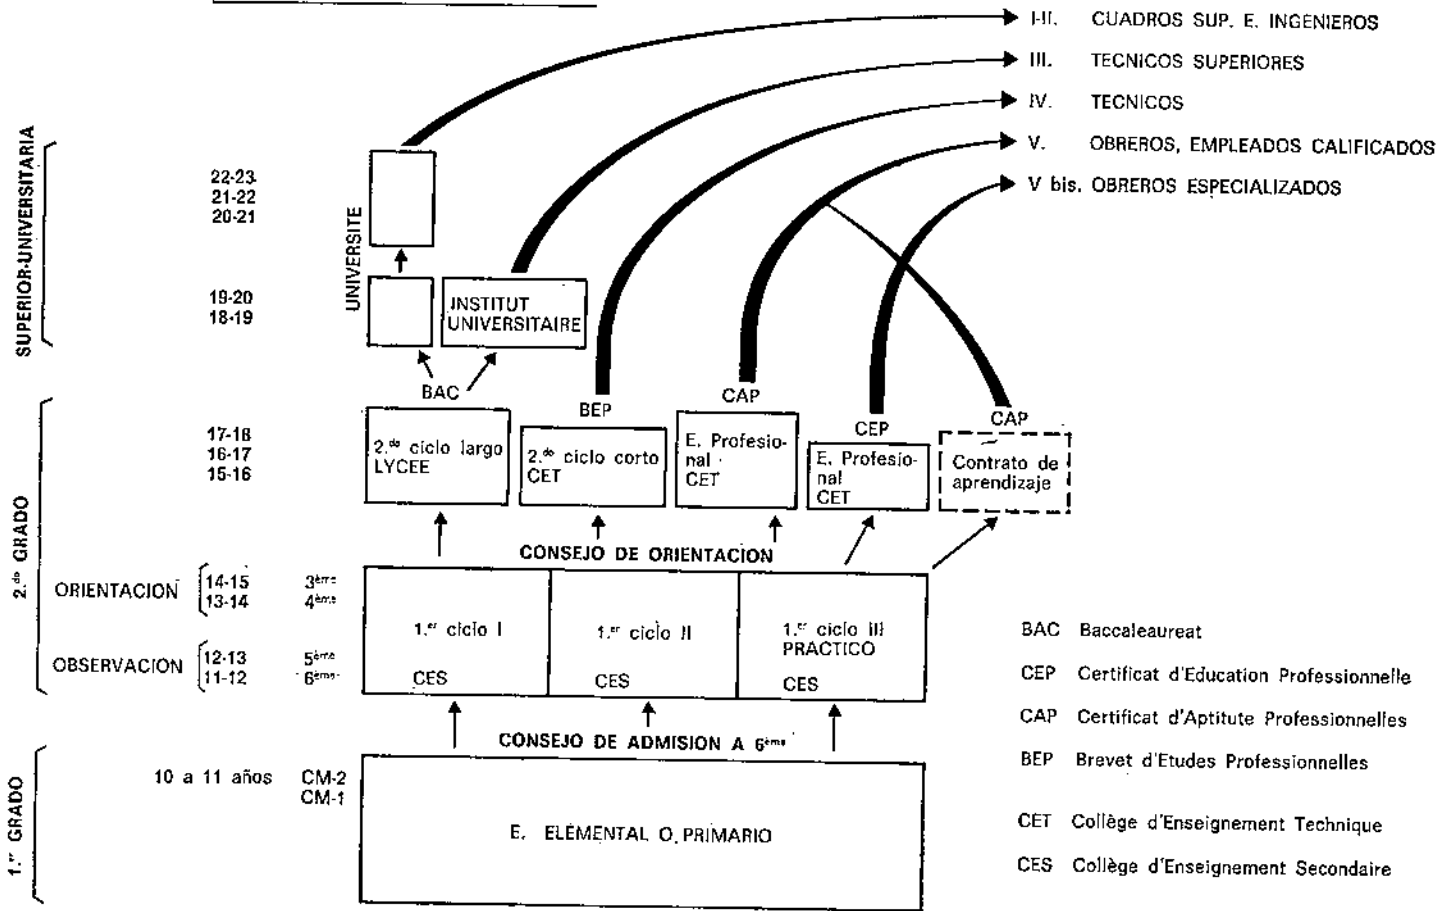 I-II. CUADROS SUP. E. INGENIEROS
III. TECNICOS SUPERIORES
IV. TECNICOS
V. OBREROS, EMPLEADOS CALIFICADOS
V bis. OBREROS ESPECIALIZADOS
SUPERIOR-UNIVERSITARIA
22-23
21-22
20-21
UNIVERSITE
19-20
18-19
INSTITUT
UNIVERSITAIRE
BAC
BEP
CAP
CEP
CAP
2.do GRADO
17-18
16-17
15-16
2.do ciclo largo
LYCEE
2.do ciclo corto
CET
E. Profesio-
nal
CET
E. Profesio-
nal
CET
Contrato de
aprendizaje
CONSEJO DE ORIENTACION
ORIENTACION
14-15 3ème
13-14 4ème
OBSERVACION
12-13 5ème
11-12 6ème
1.er ciclo I
CES
1.er ciclo II
CES
1.er ciclo III
PRACTICO
CES
CONSEJO DE ADMISION A 6ème
1.er GRADO
10 a 11 años CM-2
CM-1
E. ELEMENTAL O PRIMARIO
BAC Baccaleaureat
CEP Certificat d'Education Professionnelle
CAP Certificat d'Aptitute Professionnelles
BEP Brevet d'Etudes Professionnelles
CET Collège d'Enseignement Technique
CES Collège d'Enseignement Secondaire